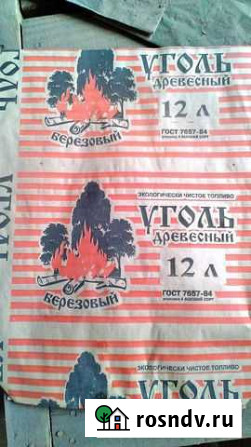 УГОЛЬ
ДРЕВЕСНЫЙ
12 л
ГОСТ 7657-84
БЕРЕЗОВЫЙ
ЭКОЛОГИЧЕСКИ ЧИСТОЕ ТОПЛИВО
УГОЛЬ
ДРЕВЕСНЫЙ
12 л
ГОСТ 7657-84
БЕРЕЗОВЫЙ
ЭКОЛОГИЧЕСКИ ЧИСТОЕ ТОПЛИВО
УГОЛЬ
rosndv.ru